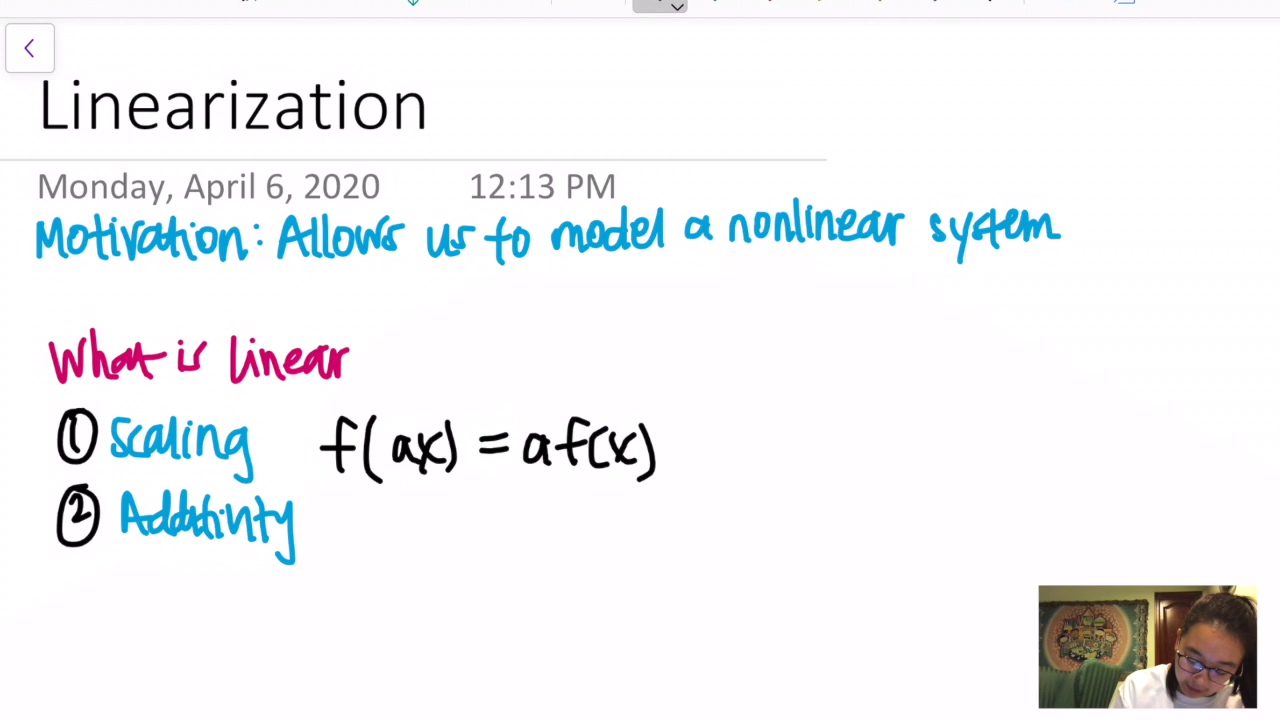 Linearization
Monday, April 6, 2020 12:13 PM
Motivation: Allows us to model a nonlinear system
What is linear
① Scaling f(ax) = af(x)
② Additivity